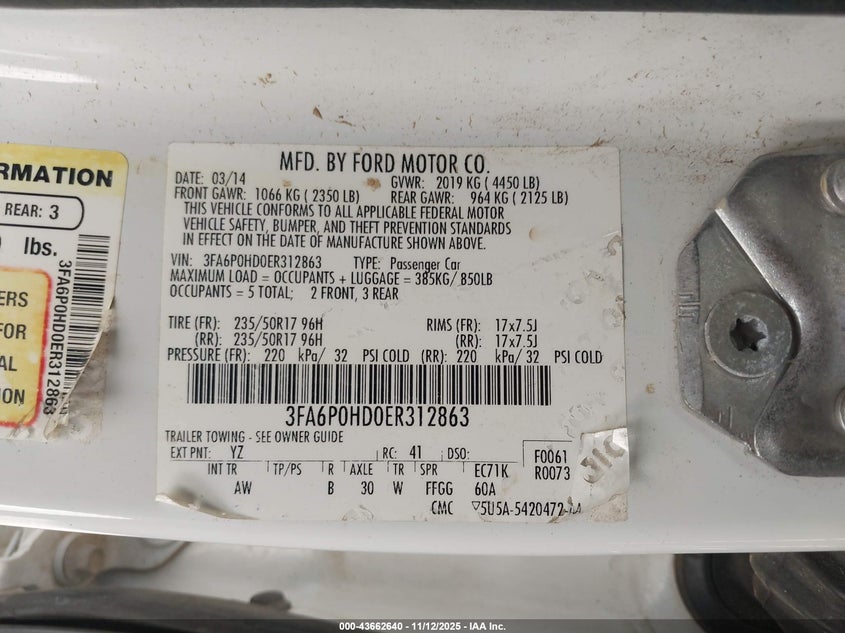 RMATION
REAR: 3
lbs.
ERS
FOR
AL
ION
3FA6P0HD0ER312863
MFD. BY FORD MOTOR CO.
DATE: 03/14 GVWR: 2019 KG ( 4450 LB)
FRONT GAWR: 1066 KG ( 2350 LB) REAR GAWR: 964 KG ( 2125 LB)
THIS VEHICLE CONFORMS TO ALL APPLICABLE FEDERAL MOTOR
VEHICLE SAFETY, BUMPER, AND THEFT PREVENTION STANDARDS
IN EFFECT ON THE DATE OF MANUFACTURE SHOWN ABOVE.
VIN: 3FA6P0HD0ER312863 TYPE: Passenger Car
MAXIMUM LOAD = OCCUPANTS + LUGGAGE = 385KG/ 850LB
OCCUPANTS = 5 TOTAL; 2 FRONT, 3 REAR
TIRE (FR): 235/50R17 96H RIMS (FR): 17x7.5J
(RR): 235/50R17 96H (RR): 17x7.5J
PRESSURE (FR): 220 kPa/ 32 PSI COLD (RR): 220 kPa/ 32 PSI COLD
3FA6P0HD0ER312863
TRAILER TOWING - SEE OWNER GUIDE
EXT PNT: YZ RC: 41 DSO: F0061
R0073
INT TR TP/PS R AXLE TR SPR EC71K
AW B 30 W FFGG 60A
CMC ▽5U5A-5420472-AA
000-43662640 - 11/12/2025 - IAA Inc.